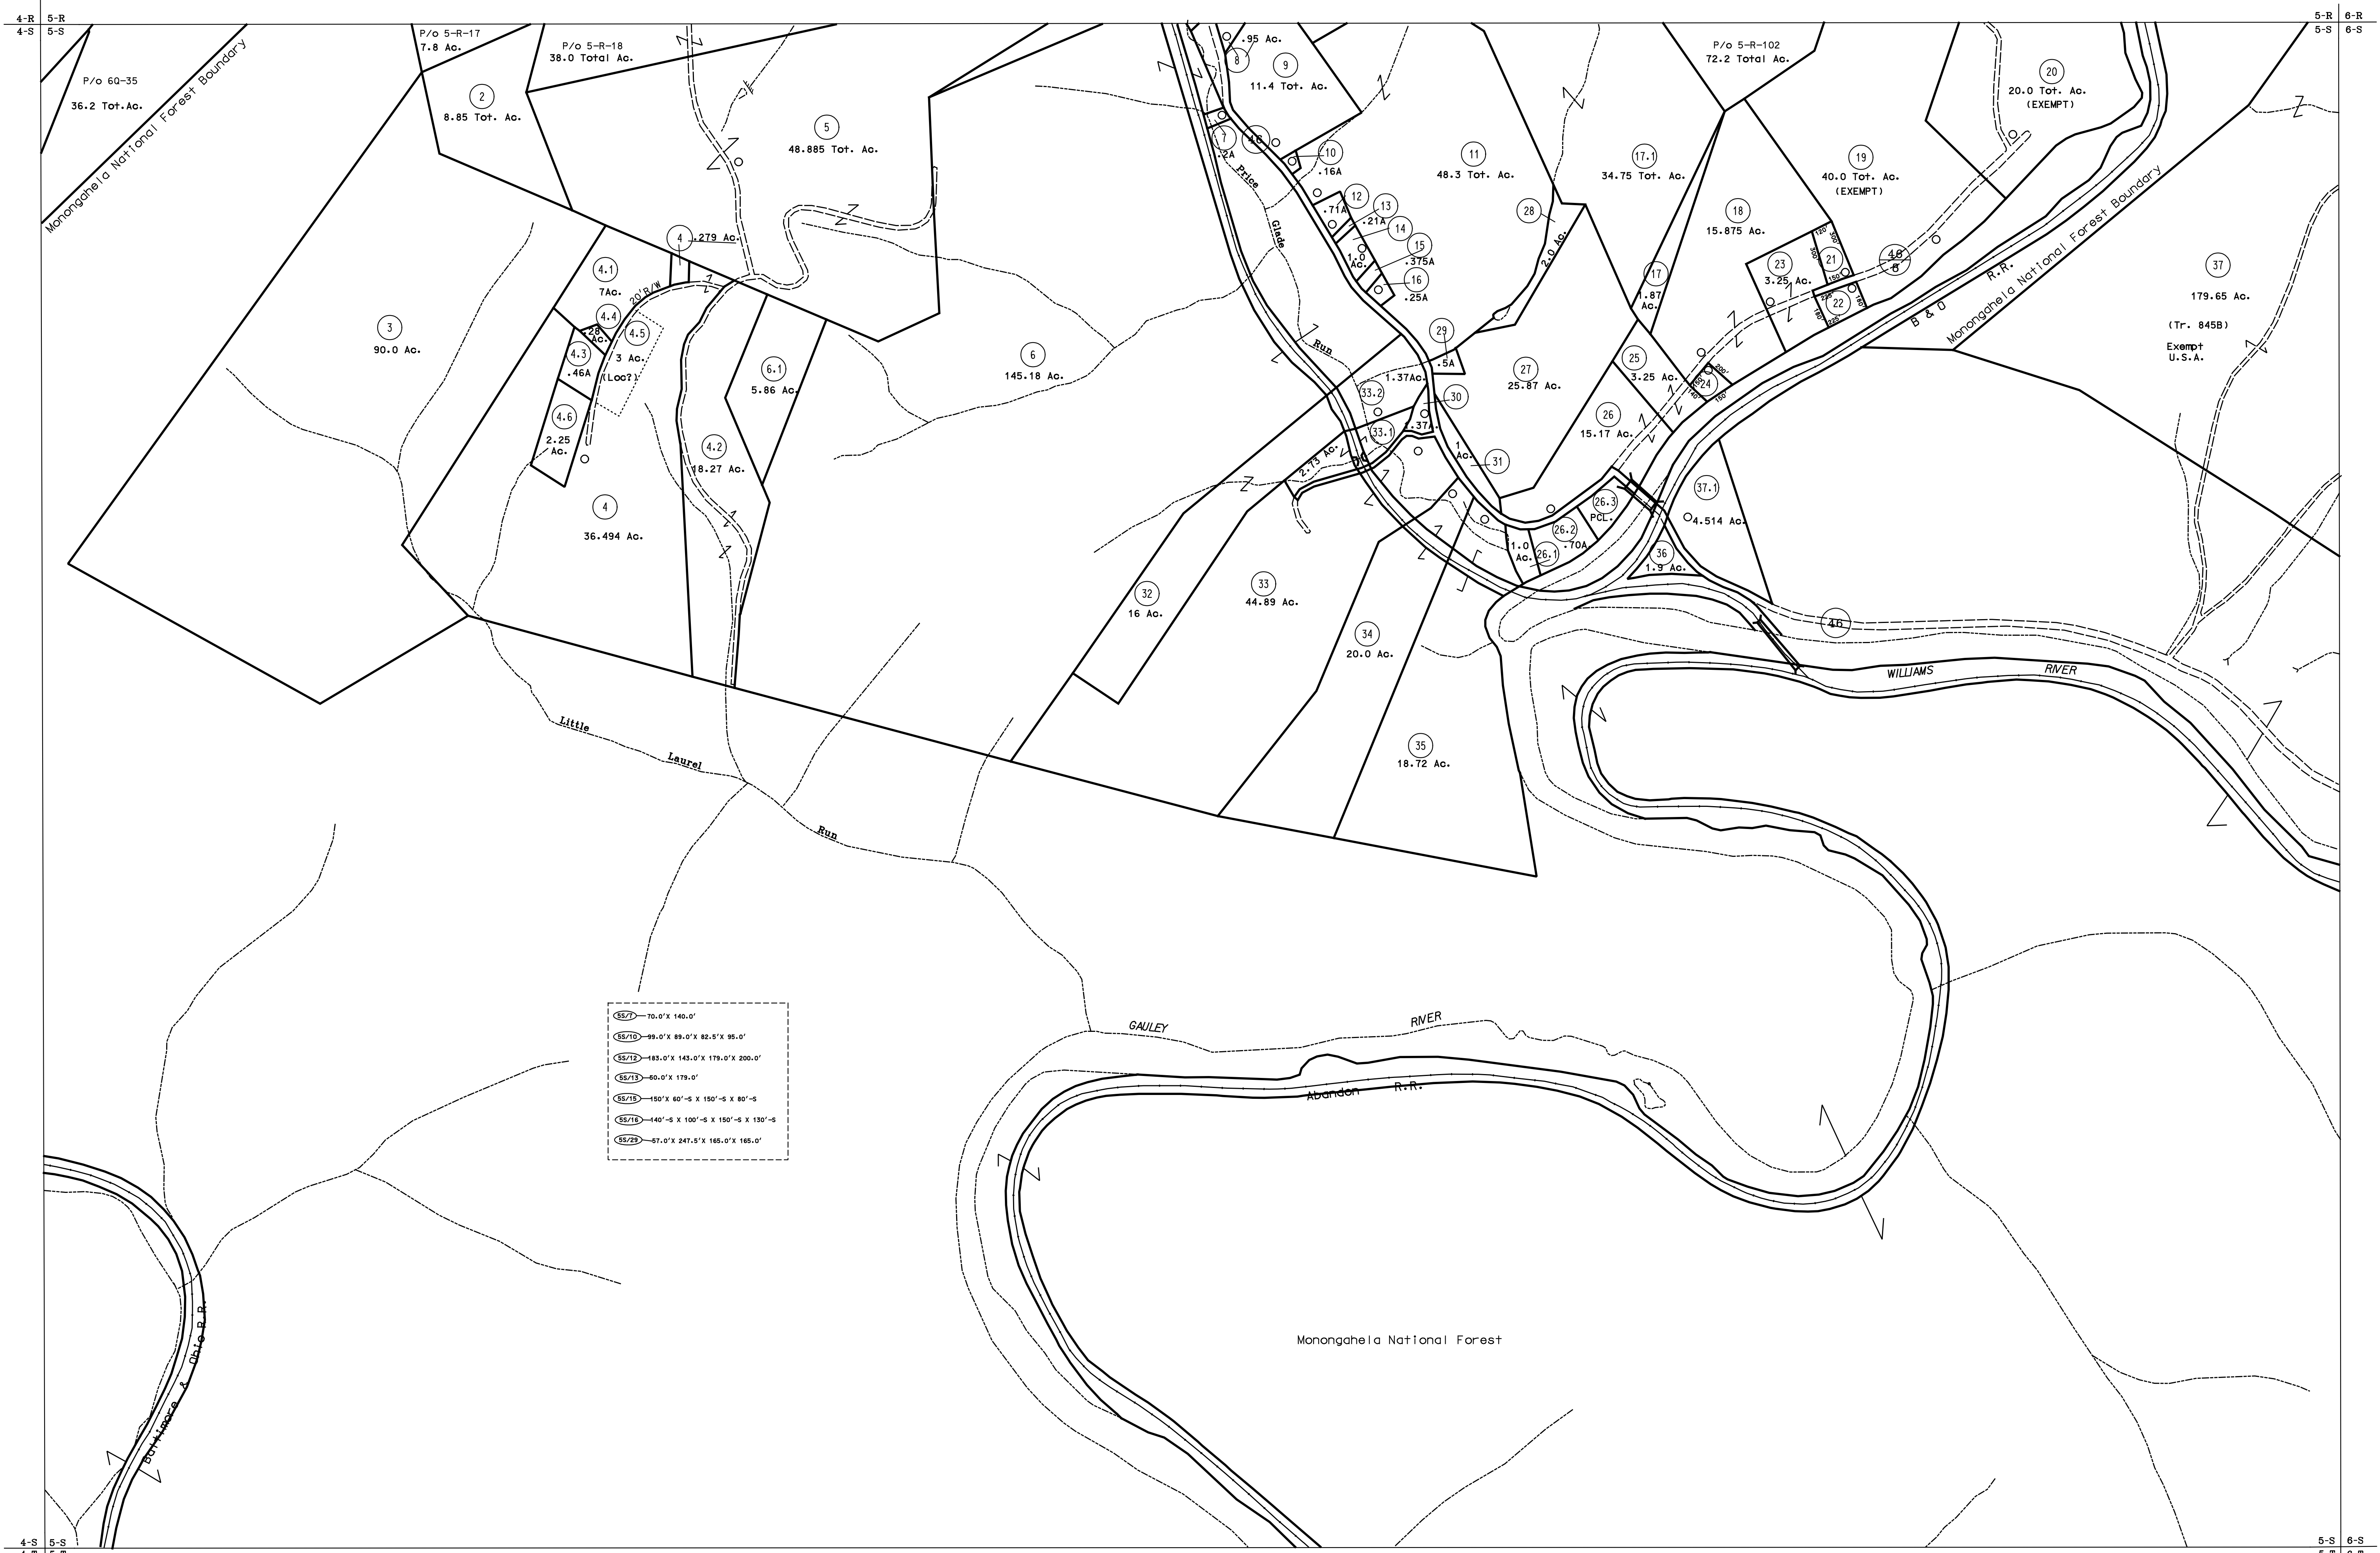 4-R 5-R
4-S 5-S
5-R 6-R
5-S 6-S
P/o 6Q-35
36.2 Tot.Ac.
Monongahela National Forest Boundary
P/o 5-R-17
7.8 Ac.
P/o 5-R-18
38.0 Total Ac.
2
8.85 Tot. Ac.
5
48.885 Tot. Ac.
8
.95 Ac.
9
11.4 Tot. Ac.
7
.2A
46
10
.16A
Price
Glade
Run
11
48.3 Tot. Ac.
12
.71A
13
.21A
14
1.0
Ac.
15
.375A
16
.25A
P/o 5-R-102
72.2 Total Ac.
17.1
34.75 Tot. Ac.
28
2.0 Ac.
17
1.87
Ac.
18
15.875 Ac.
19
40.0 Tot. Ac.
(EXEMPT)
20
20.0 Tot. Ac.
(EXEMPT)
120'
300'
300'
21
150'
23
3.25 Ac.
22
225'
180'
180'
225'
46
8
B & O R.R.
Monongahela National Forest Boundary
37
179.65 Ac.
(Tr. 845B)
Exempt
U.S.A.
3
90.0 Ac.
4 .279 Ac.
4.1
7Ac.
20'R/W
4.4
.28
Ac.
4.5
3 Ac.
(Loc?)
4.3
.46A
4.6
2.25
Ac.
4.2
18.27 Ac.
6.1
5.86 Ac.
6
145.18 Ac.
4
36.494 Ac.
29
.5A
1.37Ac.
33.2
30
33.1
2.73 Ac.
27
25.87 Ac.
25
3.25 Ac.
24
200'
150'
26
15.17 Ac.
1
Ac.
31
26.3
PCL.
26.2
.70A
26.1
1.0
Ac.
37.1
4.514 Ac.
36
1.9 Ac.
32
16 Ac.
33
44.89 Ac.
34
20.0 Ac.
35
18.72 Ac.
46
WILLIAMS RIVER
Little
Laurel
Run
5S/7 70.0'X 140.0'
5S/10 99.0'X 89.0'X 82.5'X 95.0'
5S/12 183.0'X 143.0'X 179.0'X 200.0'
5S/13 50.0'X 179.0'
5S/15 150'X 60'-S X 150'-S X 80'-S
5S/16 140'-S X 100'-S X 150'-S X 130'-S
5S/29 57.0'X 247.5'X 165.0'X 165.0'
GAULEY RIVER
Abandon R.R.
Monongahela National Forest
Baltimore & Ohio R.R.
4-S 5-S
5-S 6-S